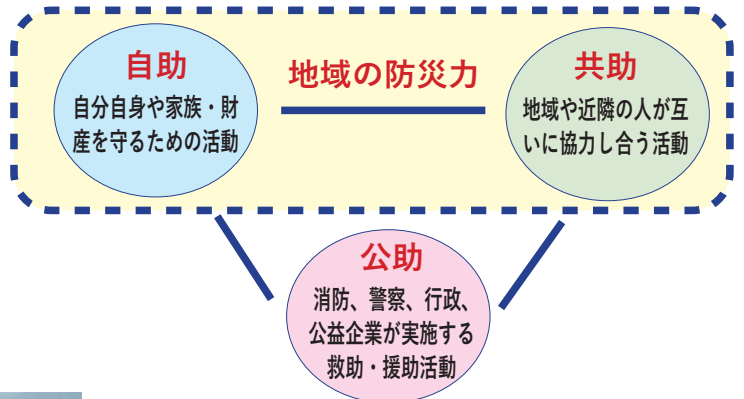 自助
自分自身や家族・財
産を守るための活動
地域の防災力
共助
地域や近隣の人が互
いに協力し合う活動
公助
消防、警察、行政、
公益企業が実施する
救助・援助活動